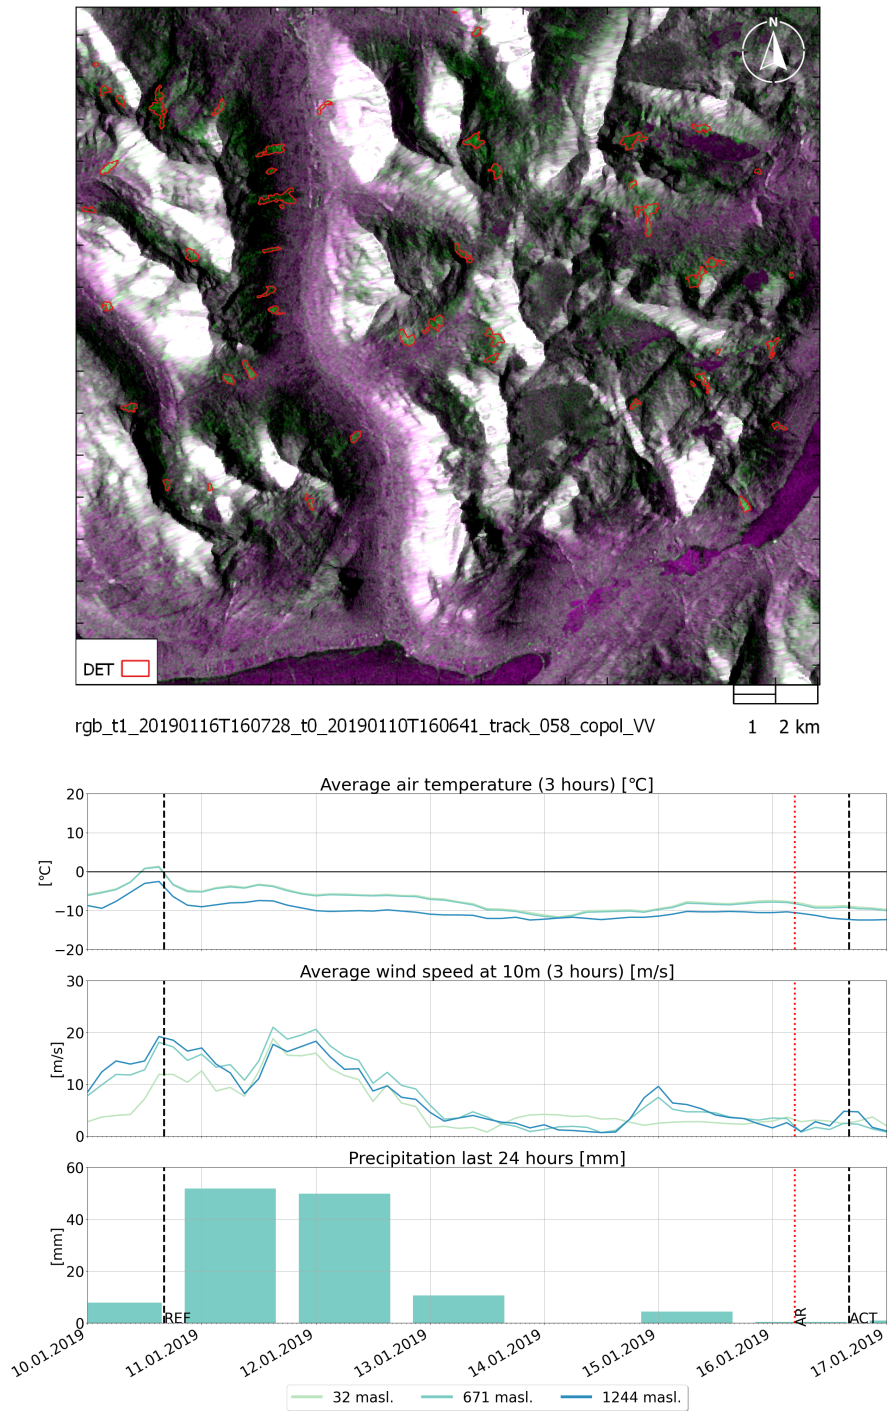 N
DET
rgb_t1_20190116T160728_t0_20190110T160641_track_058_copol_VV
1 2 km
Average air temperature (3 hours) [°C]
20
10
0
−10
−20
[°C]
Average wind speed at 10m (3 hours) [m/s]
30
20
10
0
[m/s]
Precipitation last 24 hours [mm]
60
40
20
0
[mm]
REF
AR
ACT
10.01.2019
11.01.2019
12.01.2019
13.01.2019
14.01.2019
15.01.2019
16.01.2019
17.01.2019
32 masl. 671 masl. 1244 masl.